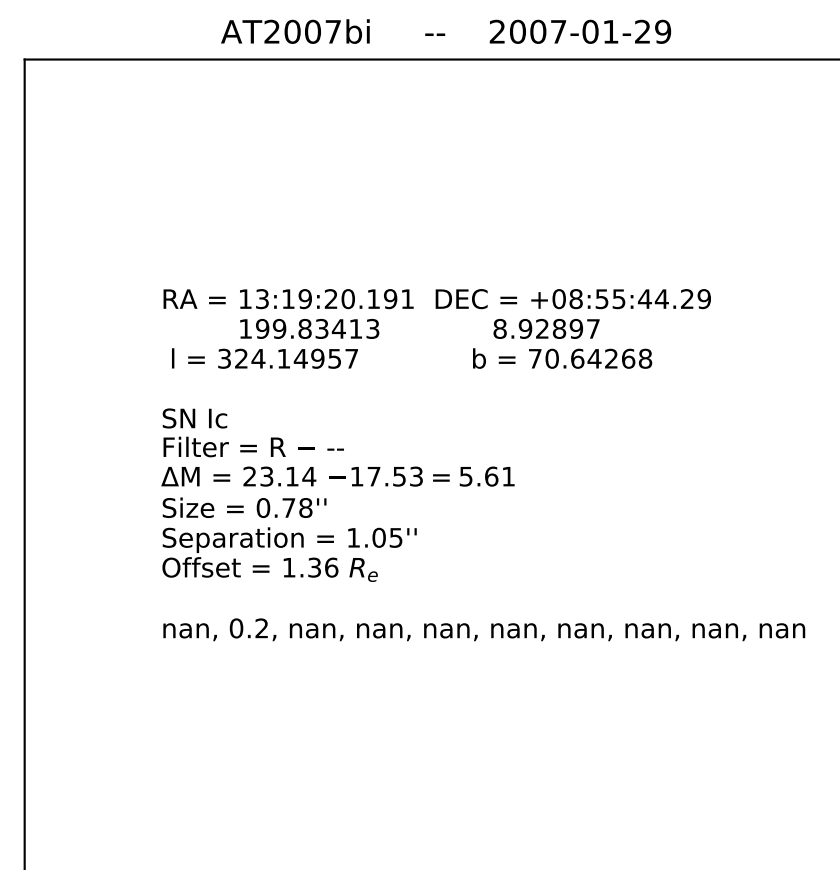 AT2007bi -- 2007-01-29
RA = 13:19:20.191 DEC = +08:55:44.29
199.83413 8.92897
l = 324.14957 b = 70.64268
SN Ic
Filter = R − --
ΔM = 23.14 −17.53 = 5.61
Size = 0.78''
Separation = 1.05''
Offset = 1.36 Rₑ
nan, 0.2, nan, nan, nan, nan, nan, nan, nan, nan